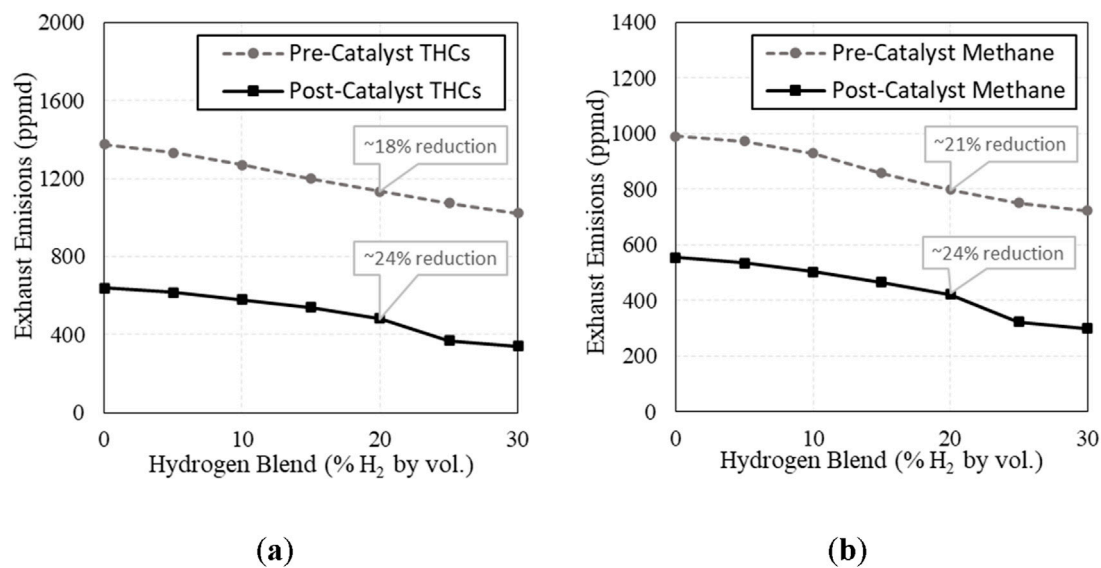 2000
1600
1200
800
400
0
Exhaust Emissions (ppmd)
Pre-Catalyst THCs
Post-Catalyst THCs
~18% reduction
~24% reduction
0 10 20 30
Hydrogen Blend (% H₂ by vol.)
(a)
1400
1200
1000
800
600
400
200
0
Exhaust Emissions (ppmd)
Pre-Catalyst Methane
Post-Catalyst Methane
~21% reduction
~24% reduction
0 10 20 30
Hydrogen Blend (% H₂ by vol.)
(b)